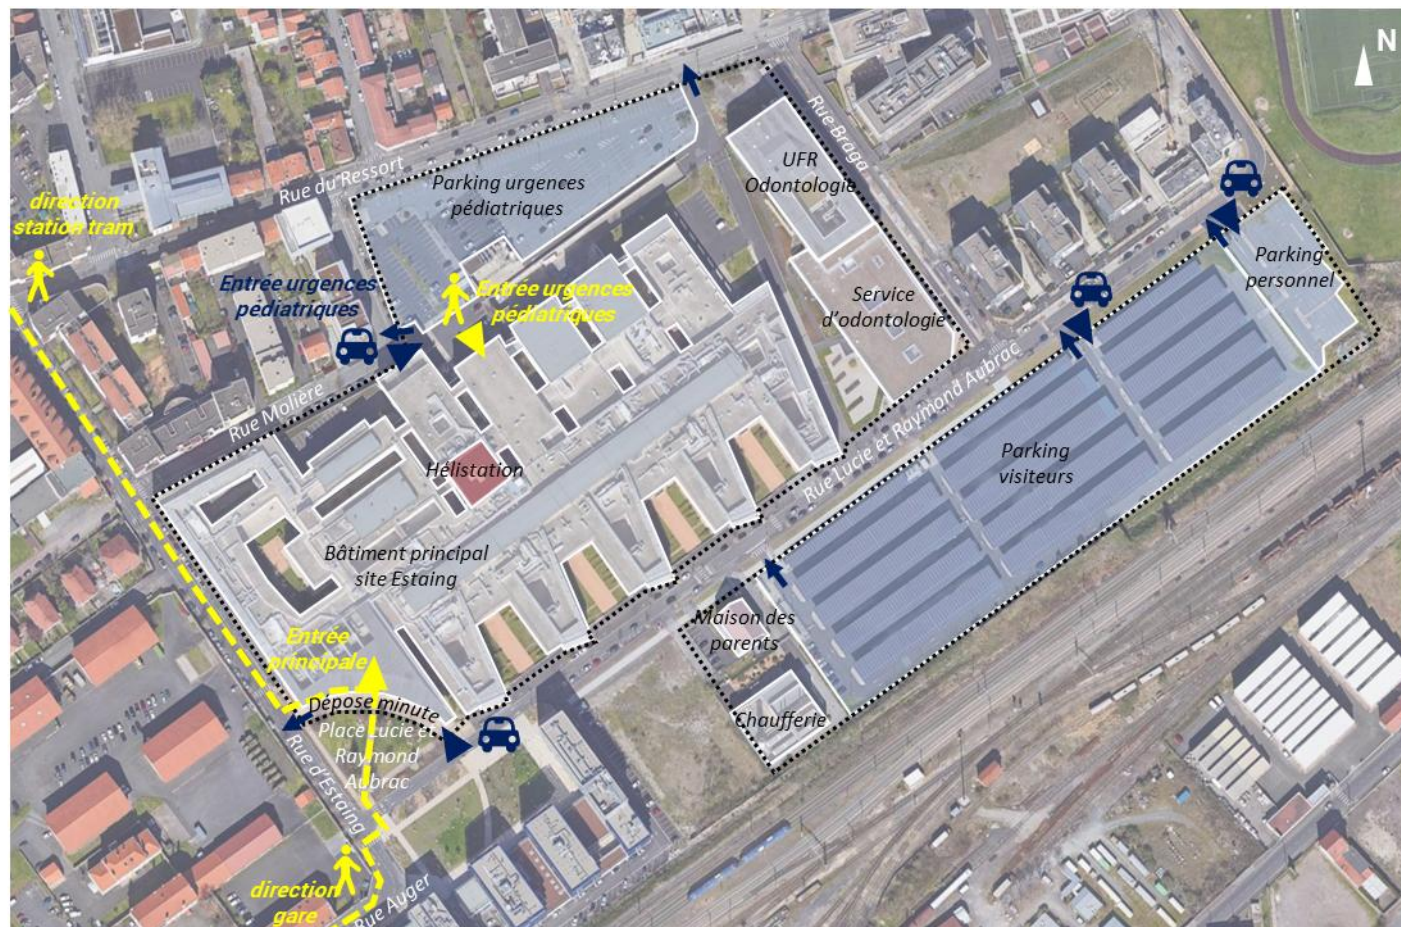 N
Rue Braga
UFR
Odontologie
Parking urgences
pédiatriques
Rue du Ressort
direction
station tram
Parking
personnel
Entrée urgences
pédiatriques
Entrée urgences
pédiatriques
Service
d'odontologie
Rue Lucie et Raymond Aubrac
Rue Molière
Parking
visiteurs
Hélistation
Bâtiment principal
site Estaing
Maison des
parents
Entrée
principale
Dépose minute
Chaufferie
Place Lucie et
Raymond
Aubrac
Rue d'Estaing
direction
gare
Rue Auger